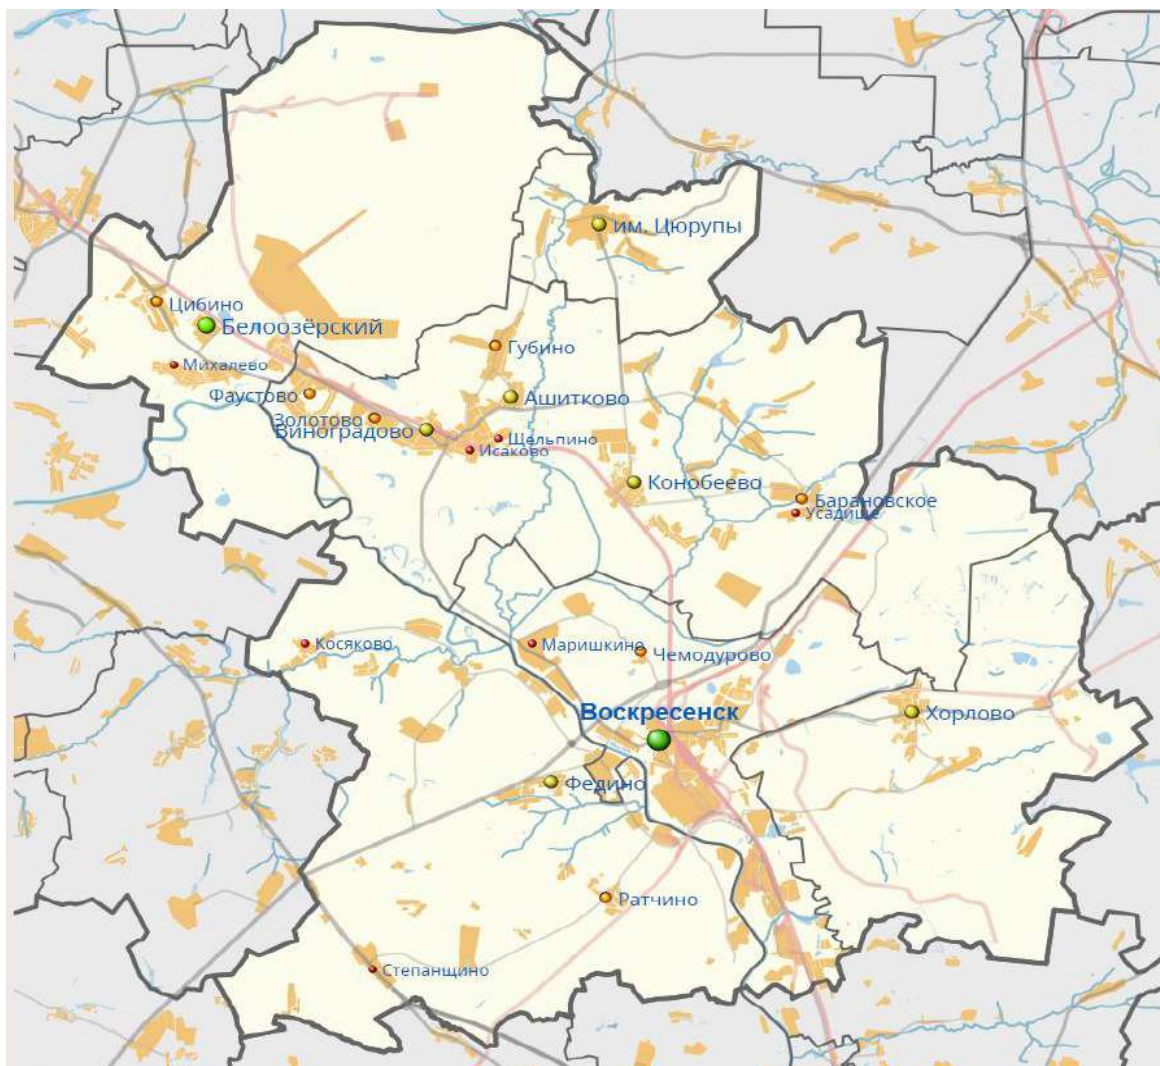 им. Цюрупы
Цибино
Белоозёрский
Губино
Михалево
Фаустово
Ашитково
Золотово
Виноградово
Щельпино
Исаково
Конобеево
Барановское
Усадище
Косяково
Маришкино
Чемодурово
Воскресенск
Хорлово
Федино
Ратчино
Степанщино